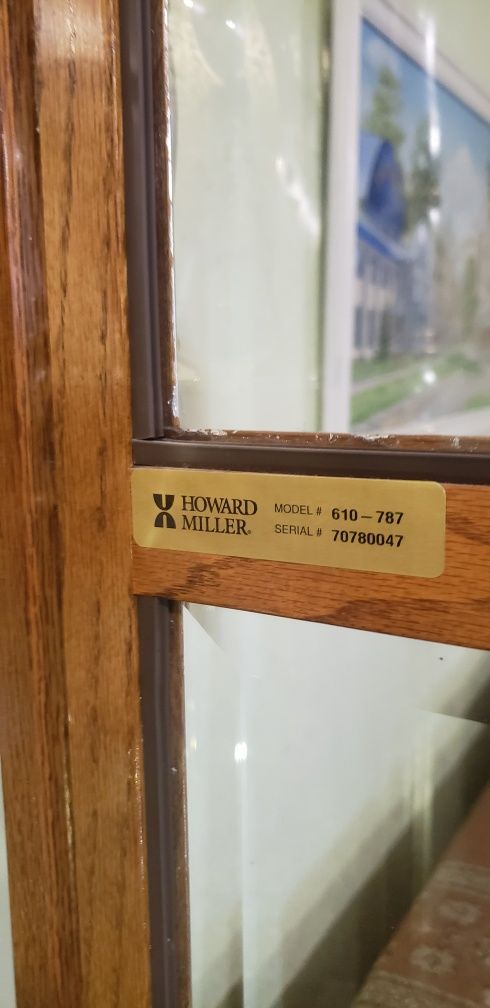 HOWARD
MILLER®
MODEL # 610-787
SERIAL # 70780047